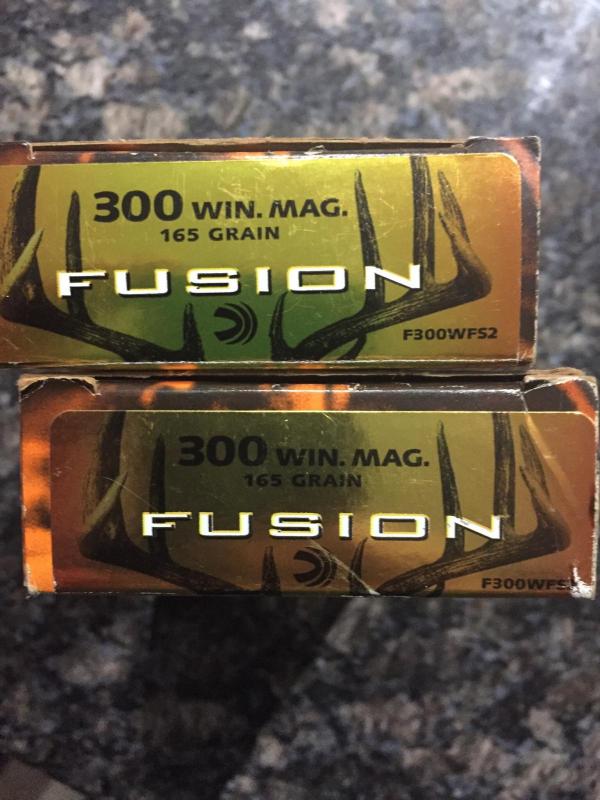 300 WIN. MAG.
165 GRAIN
FUSION
F300WFS2
300 WIN. MAG.
165 GRAIN
FUSION